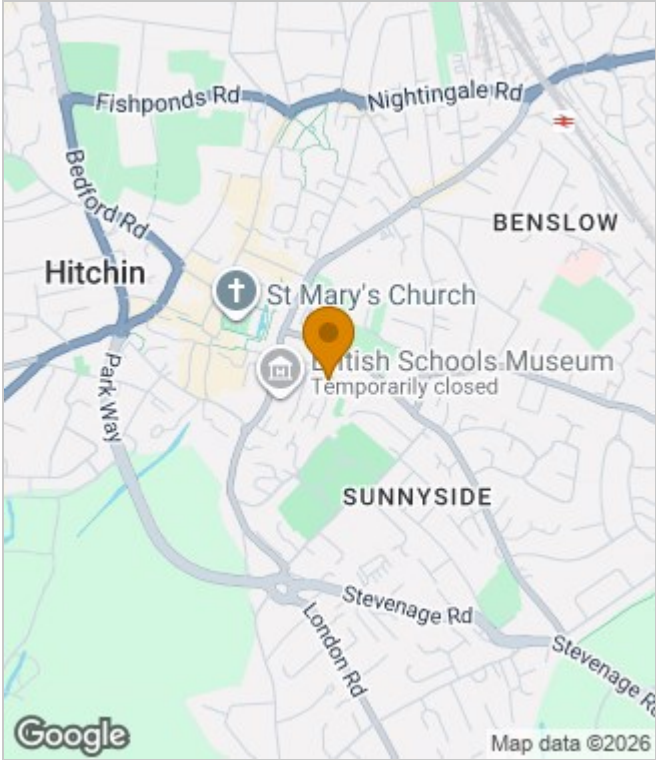 Fishponds Rd
Nightingale Rd
Bedford Rd
BENSLOW
Hitchin
St Mary's Church
British Schools Museum
Temporarily closed
Park Way
SUNNYSIDE
Stevenage Rd
London Rd
Stevenage Rd
Google
Map data ©2026